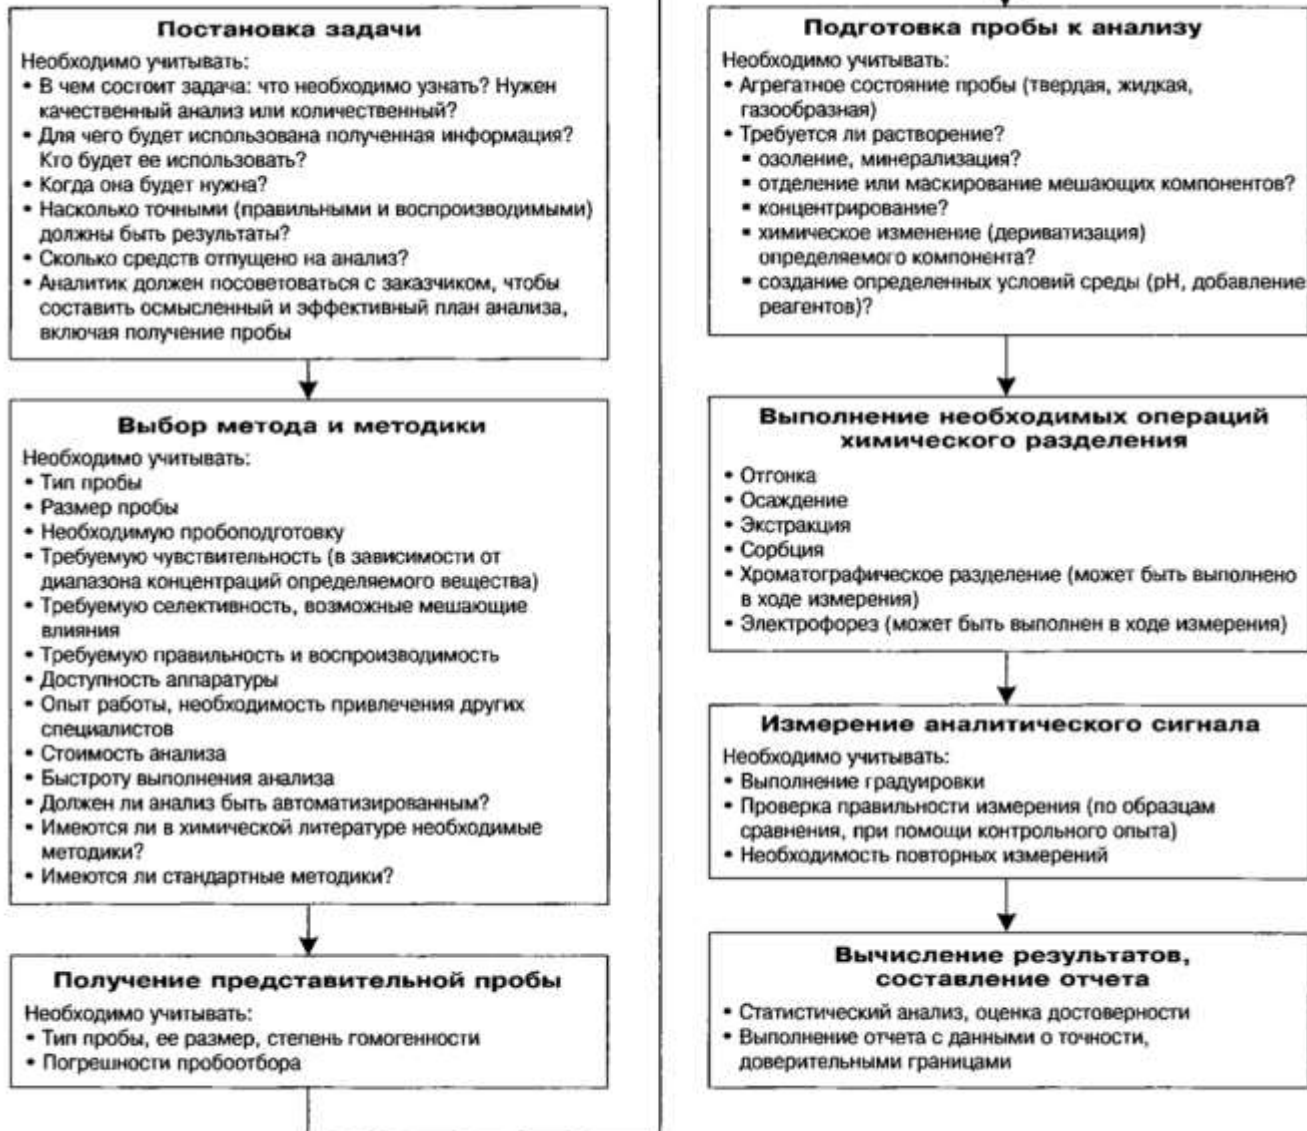 Постановка задачи
Необходимо учитывать:
• В чем состоит задача: что необходимо узнать? Нужен
качественный анализ или количественный?
• Для чего будет использована полученная информация?
Кто будет ее использовать?
• Когда она будет нужна?
• Насколько точными (правильными и воспроизводимыми)
должны быть результаты?
• Сколько средств отпущено на анализ?
• Аналитик должен посоветоваться с заказчиком, чтобы
составить осмысленный и эффективный план анализа,
включая получение пробы
Выбор метода и методики
Необходимо учитывать:
• Тип пробы
• Размер пробы
• Необходимую пробоподготовку
• Требуемую чувствительность (в зависимости от
диапазона концентраций определяемого вещества)
• Требуемую селективность, возможные мешающие
влияния
• Требуемую правильность и воспроизводимость
• Доступность аппаратуры
• Опыт работы, необходимость привлечения других
специалистов
• Стоимость анализа
• Быстроту выполнения анализа
• Должен ли анализ быть автоматизированным?
• Имеются ли в химической литературе необходимые
методики?
• Имеются ли стандартные методики?
Получение представительной пробы
Необходимо учитывать:
• Тип пробы, ее размер, степень гомогенности
• Погрешности пробоотбора
Подготовка пробы к анализу
Необходимо учитывать:
• Агрегатное состояние пробы (твердая, жидкая,
газообразная)
• Требуется ли растворение?
▪ озоление, минерализация?
▪ отделение или маскирование мешающих компонентов?
▪ концентрирование?
▪ химическое изменение (дериватизация)
определяемого компонента?
▪ создание определенных условий среды (pH, добавление
реагентов)?
Выполнение необходимых операций
химического разделения
• Отгонка
• Осаждение
• Экстракция
• Сорбция
• Хроматографическое разделение (может быть выполнено
в ходе измерения)
• Электрофорез (может быть выполнен в ходе измерения)
Измерение аналитического сигнала
Необходимо учитывать:
• Выполнение градуировки
• Проверка правильности измерения (по образцам
сравнения, при помощи контрольного опыта)
• Необходимость повторных измерений
Вычисление результатов,
составление отчета
• Статистический анализ, оценка достоверности
• Выполнение отчета с данными о точности,
доверительными границами